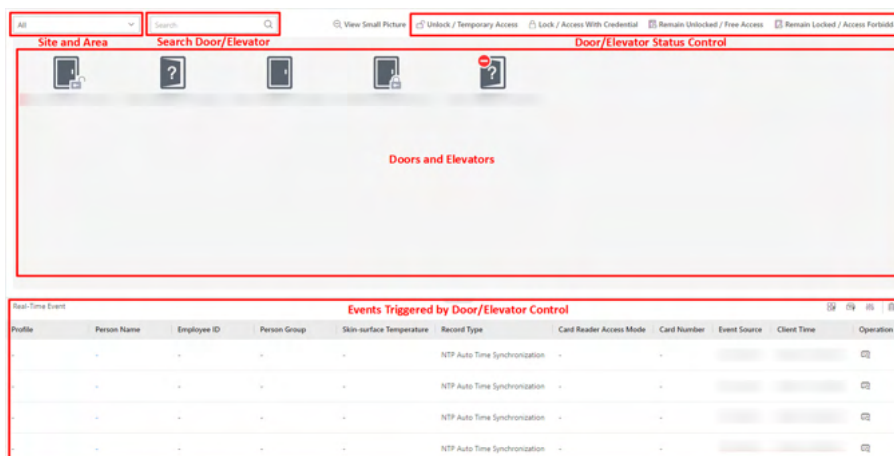 All
Search
View Small Picture
Unlock / Temporary Access
Lock / Access With Credential
Remain Unlocked / Free Access
Remain Locked / Access Forbidd
Site and Area
Search Door/Elevator
Door/Elevator Status Control
?
?
Doors and Elevators
Real-Time Event
Events Triggered by Door/Elevator Control
Profile Person Name Employee ID Person Group Skin-surface Temperature Record Type Card Reader Access Mode Card Number Event Source Client Time Operation
- - - - - NTP Auto Time Synchronization - -
- - - - - NTP Auto Time Synchronization - -
- - - - - NTP Auto Time Synchronization - -
- - - - - NTP Auto Time Synchronization - -